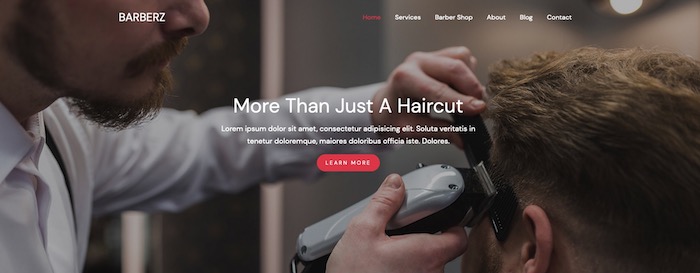 BARBERZ
Home Services Barber Shop About Blog Contact
More Than Just A Haircut
Lorem ipsum dolor sit amet, consectetur adipisicing elit. Soluta veritatis in
tenetur doloremque, maiores doloribus officia iste. Dolores.
LEARN MORE